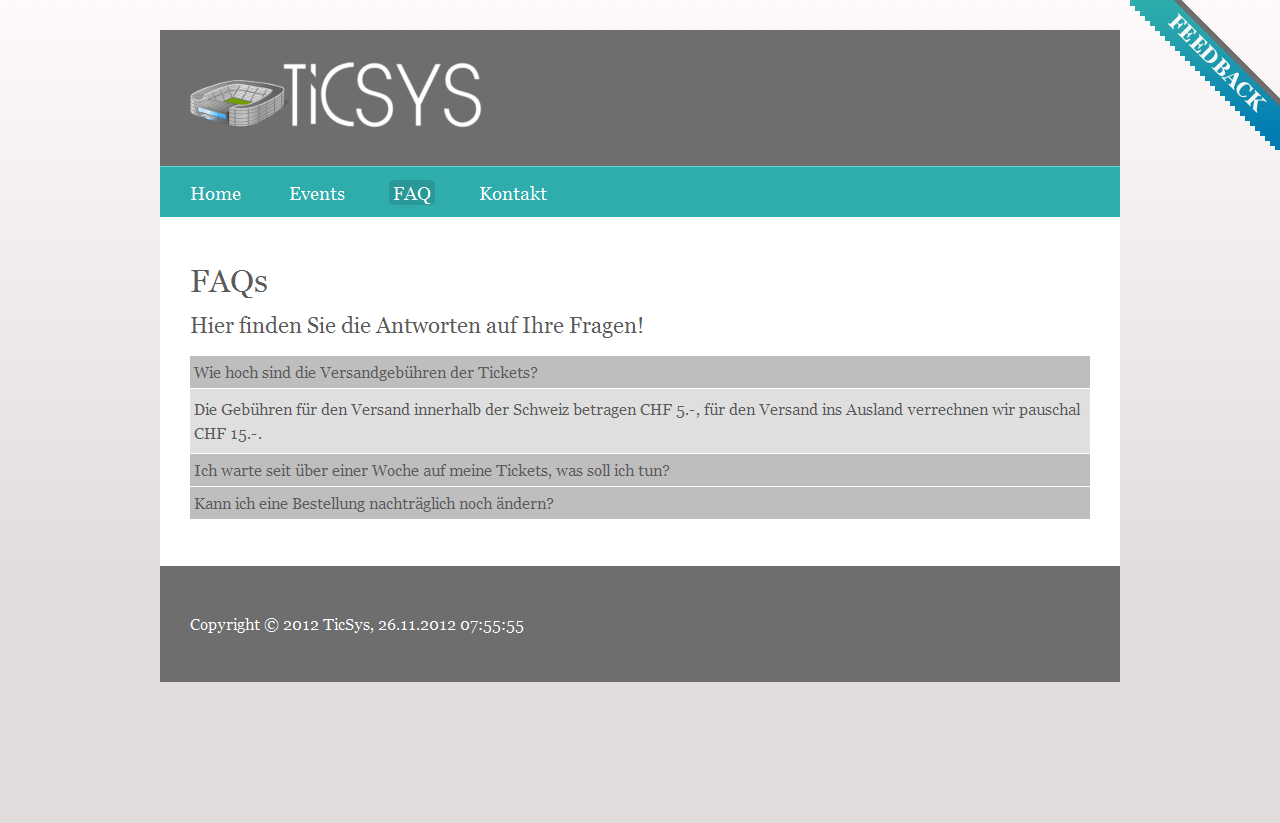 TiCSYS
FEEDBACK
Home Events FAQ Kontakt
FAQs
Hier finden Sie die Antworten auf Ihre Fragen!
Wie hoch sind die Versandgebühren der Tickets?
Die Gebühren für den Versand innerhalb der Schweiz betragen CHF 5.-, für den Versand ins Ausland verrechnen wir pauschal
CHF 15.-.
Ich warte seit über einer Woche auf meine Tickets, was soll ich tun?
Kann ich eine Bestellung nachträglich noch ändern?
Copyright © 2012 TicSys, 26.11.2012 07:55:55